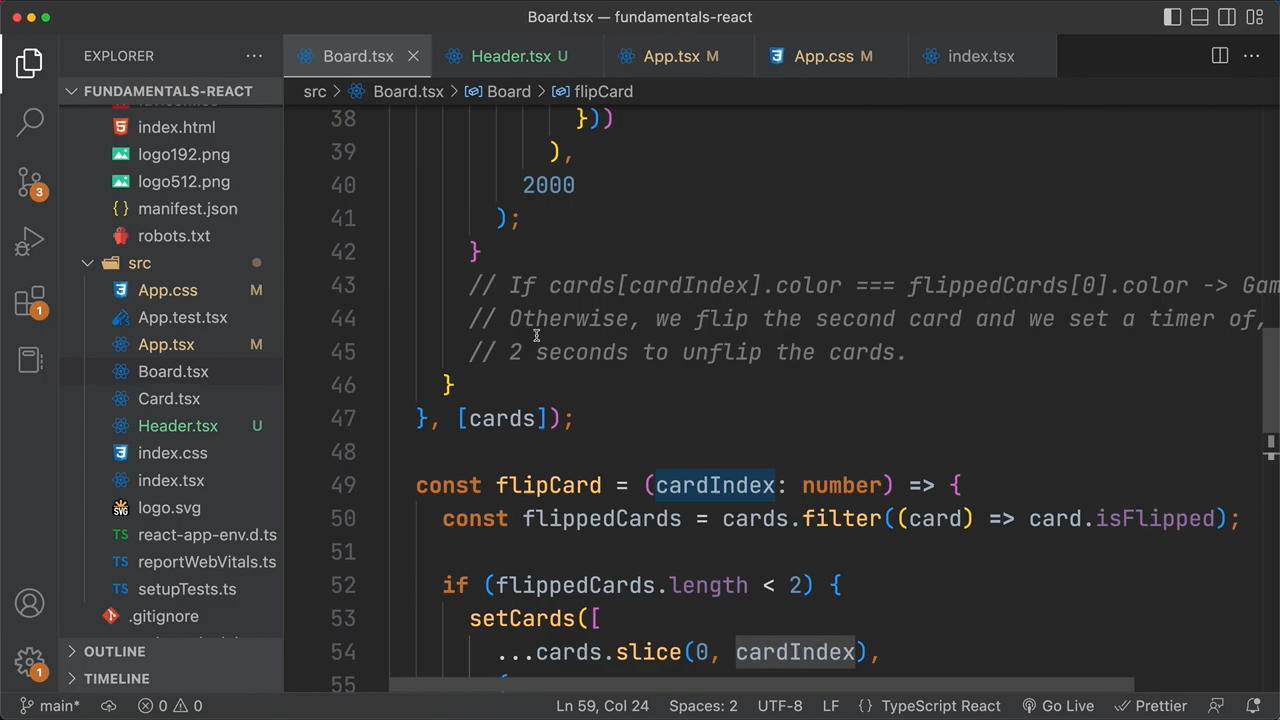 Board.tsx — fundamentals-react
EXPLORER
Board.tsx
Header.tsx U
App.tsx M
App.css M
index.tsx
FUNDAMENTALS-REACT
src > Board.tsx > Board > flipCard
index.html
logo192.png
logo512.png
manifest.json
robots.txt
src
App.css M
App.test.tsx
App.tsx M
Board.tsx
Card.tsx
Header.tsx U
index.css
index.tsx
logo.svg
TS react-app-env.d.ts
TS reportWebVitals.ts
TS setupTests.ts
.gitignore
OUTLINE
TIMELINE
3
1
1
38 }))
39 ),
40 2000
41 );
42 }
43 // If cards[cardIndex].color === flippedCards[0].color -> Gam
44 // Otherwise, we flip the second card and we set a timer of,
45 // 2 seconds to unflip the cards.
46 }
47 }, [cards]);
48
49 const flipCard = (cardIndex: number) => {
50 const flippedCards = cards.filter((card) => card.isFlipped);
51
52 if (flippedCards.length < 2) {
53 setCards([
54 ...cards.slice(0, cardIndex),
55 {
main* 0 0 Ln 59, Col 24 Spaces: 2 UTF-8 LF {} TypeScript React Go Live Prettier